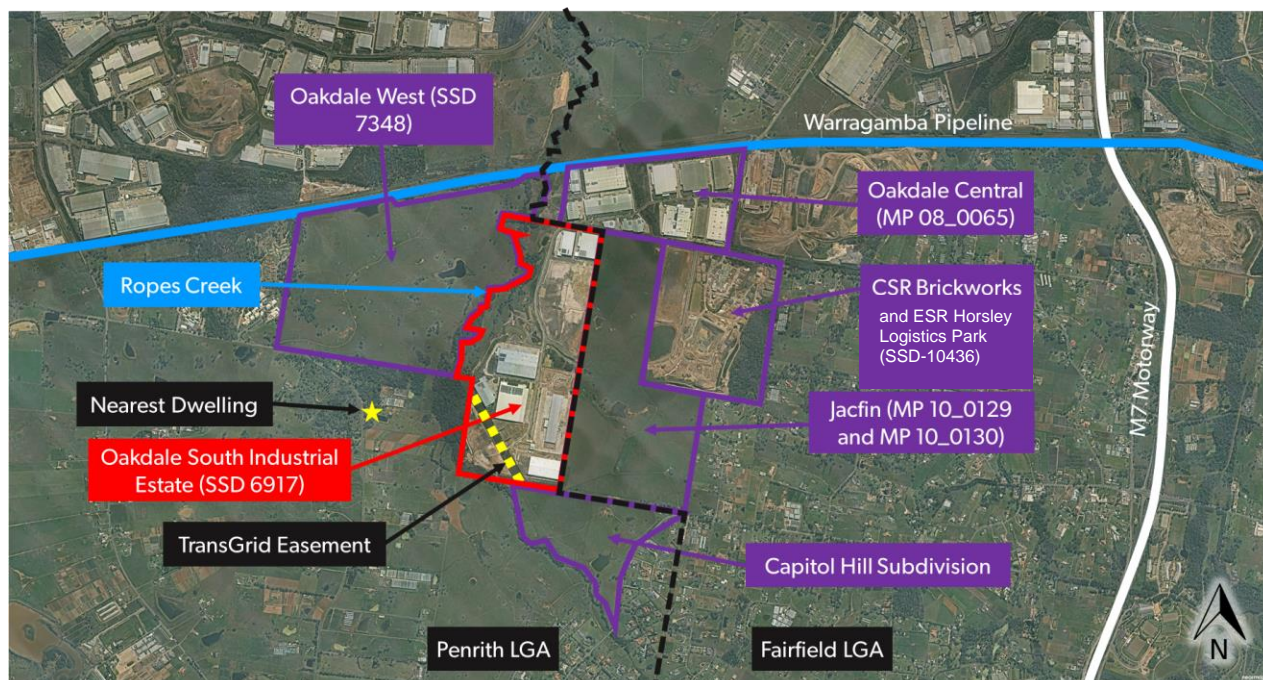 Oakdale West (SSD
7348)
Warragamba Pipeline
Oakdale Central
(MP 08_0065)
Ropes Creek
CSR Brickworks
and ESR Horsley
Logistics Park
(SSD-10436)
M7 Motorway
Nearest Dwelling
Jacfin (MP 10_0129
and MP 10_0130)
Oakdale South Industrial
Estate (SSD 6917)
TransGrid Easement
Capitol Hill Subdivision
Penrith LGA
Fairfield LGA
N